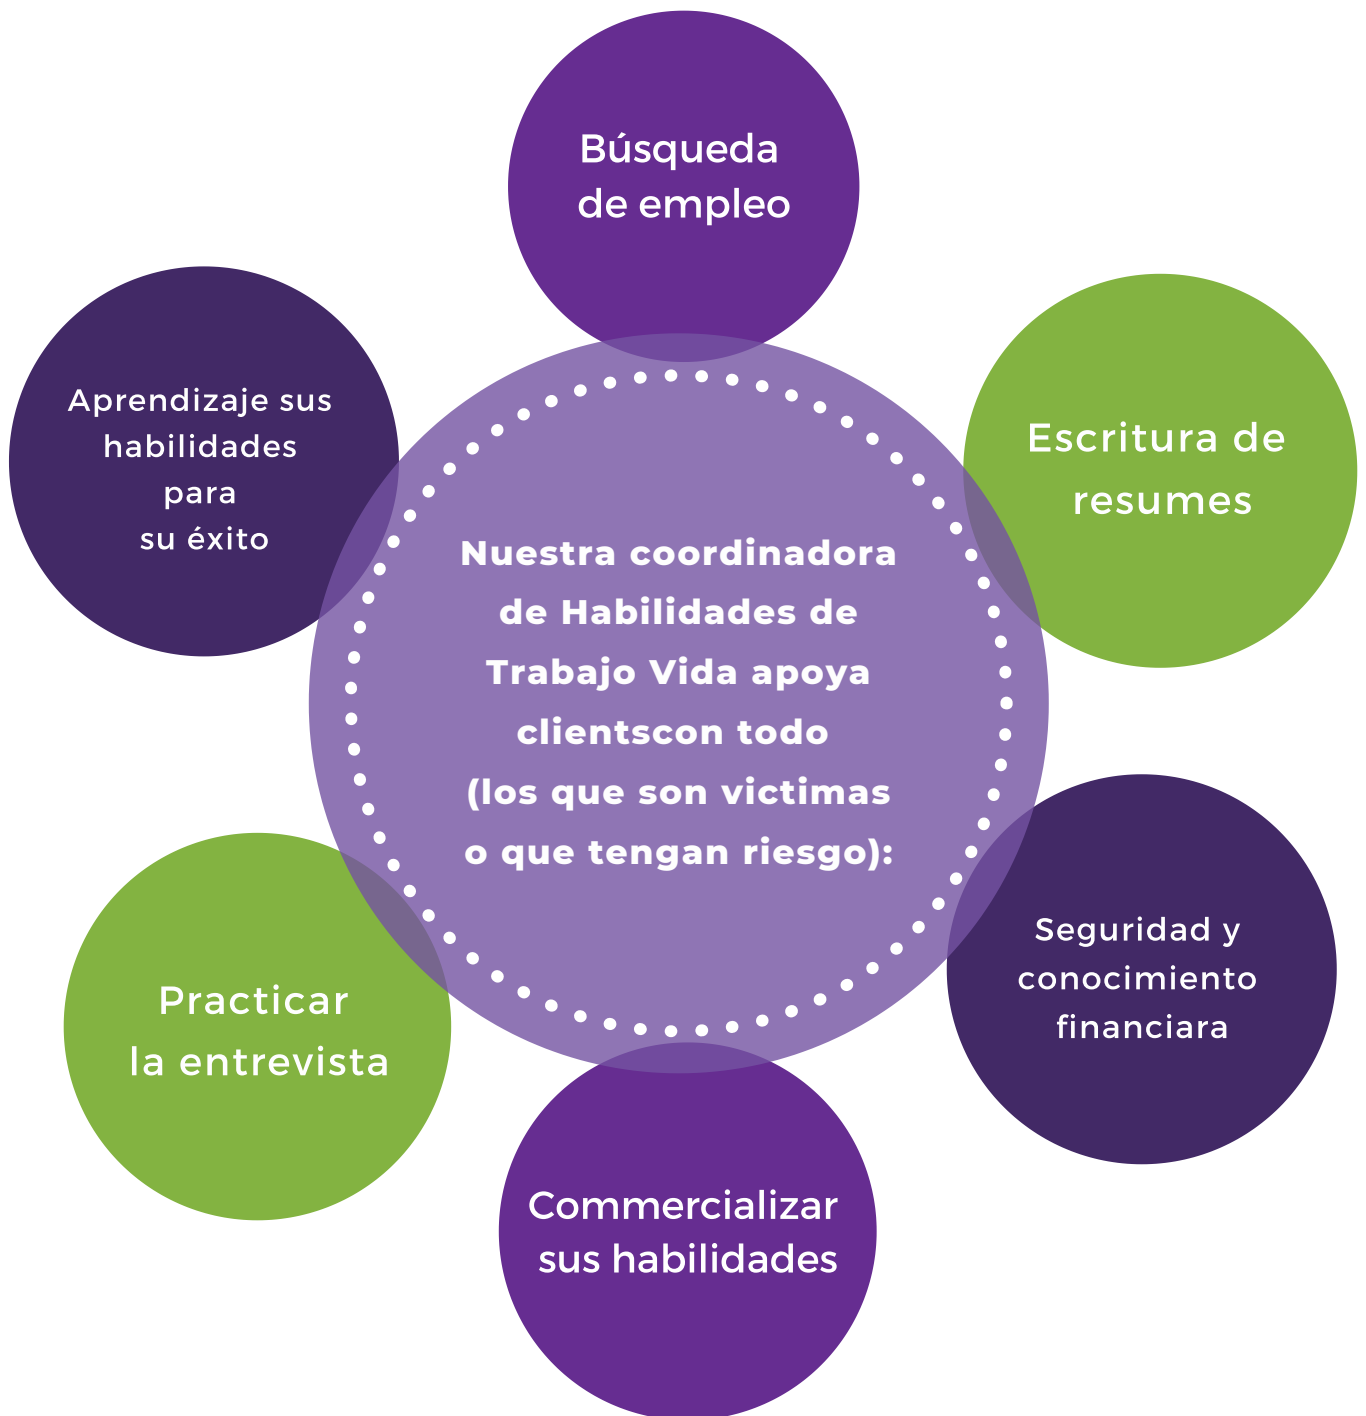 Búsqueda
de empleo
Aprendizaje sus
habilidades
para
su éxito
Escritura de
resumes
Nuestra coordinadora
de Habilidades de
Trabajo Vida apoya
clientscon todo
(los que son victimas
o que tengan riesgo):
Seguridad y
conocimiento
financiara
Practicar
la entrevista
Commercializar
sus habilidades